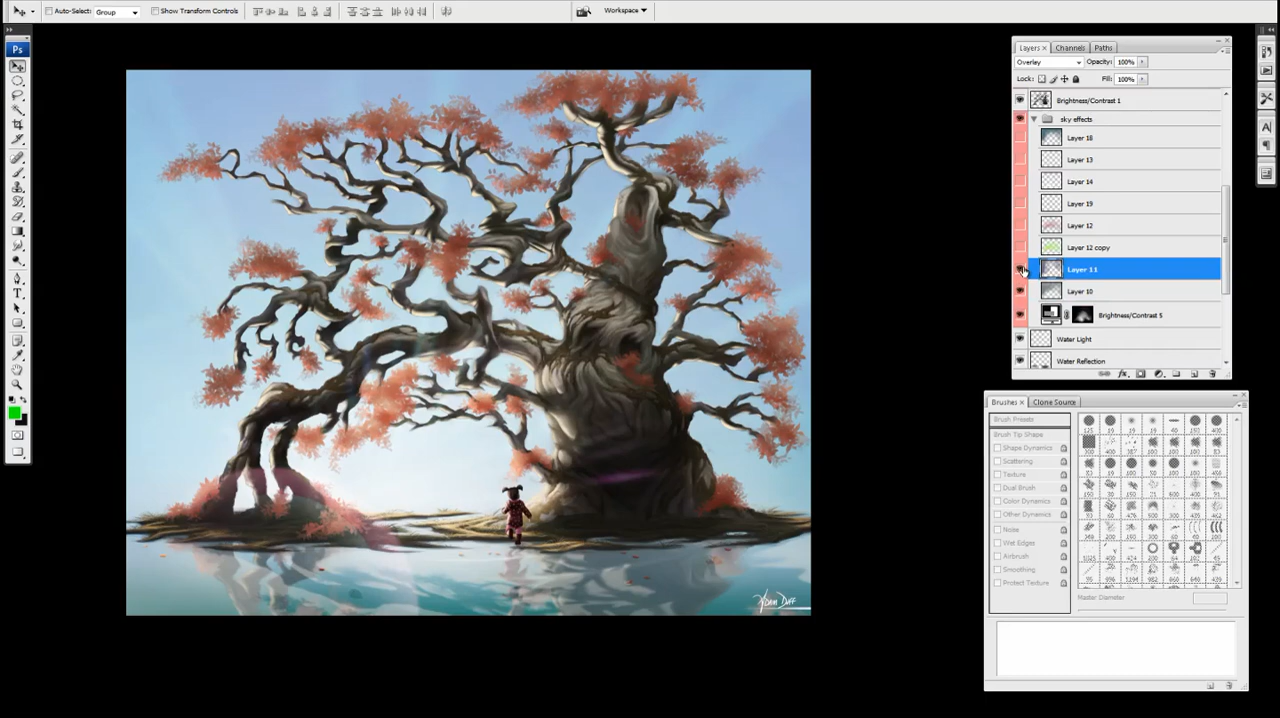 Auto-Select: Group Show Transform Controls Workspace
Ps
Layers × Channels Paths
Overlay Opacity: 100%
Lock: Fill: 100%
Brightness/Contrast 1
sky effects
Layer 18
Layer 13
Layer 14
Layer 19
Layer 12
Layer 12 copy
Layer 11
Layer 10
Brightness/Contrast 5
Water Light
Water Reflection
Brushes × Clone Source
Brush Presets
Brush Tip Shape
Shape Dynamics
Scattering
Texture
Dual Brush
Color Dynamics
Other Dynamics
Noise
Wet Edges
Airbrush
Smoothing
Protect Texture
Master Diameter